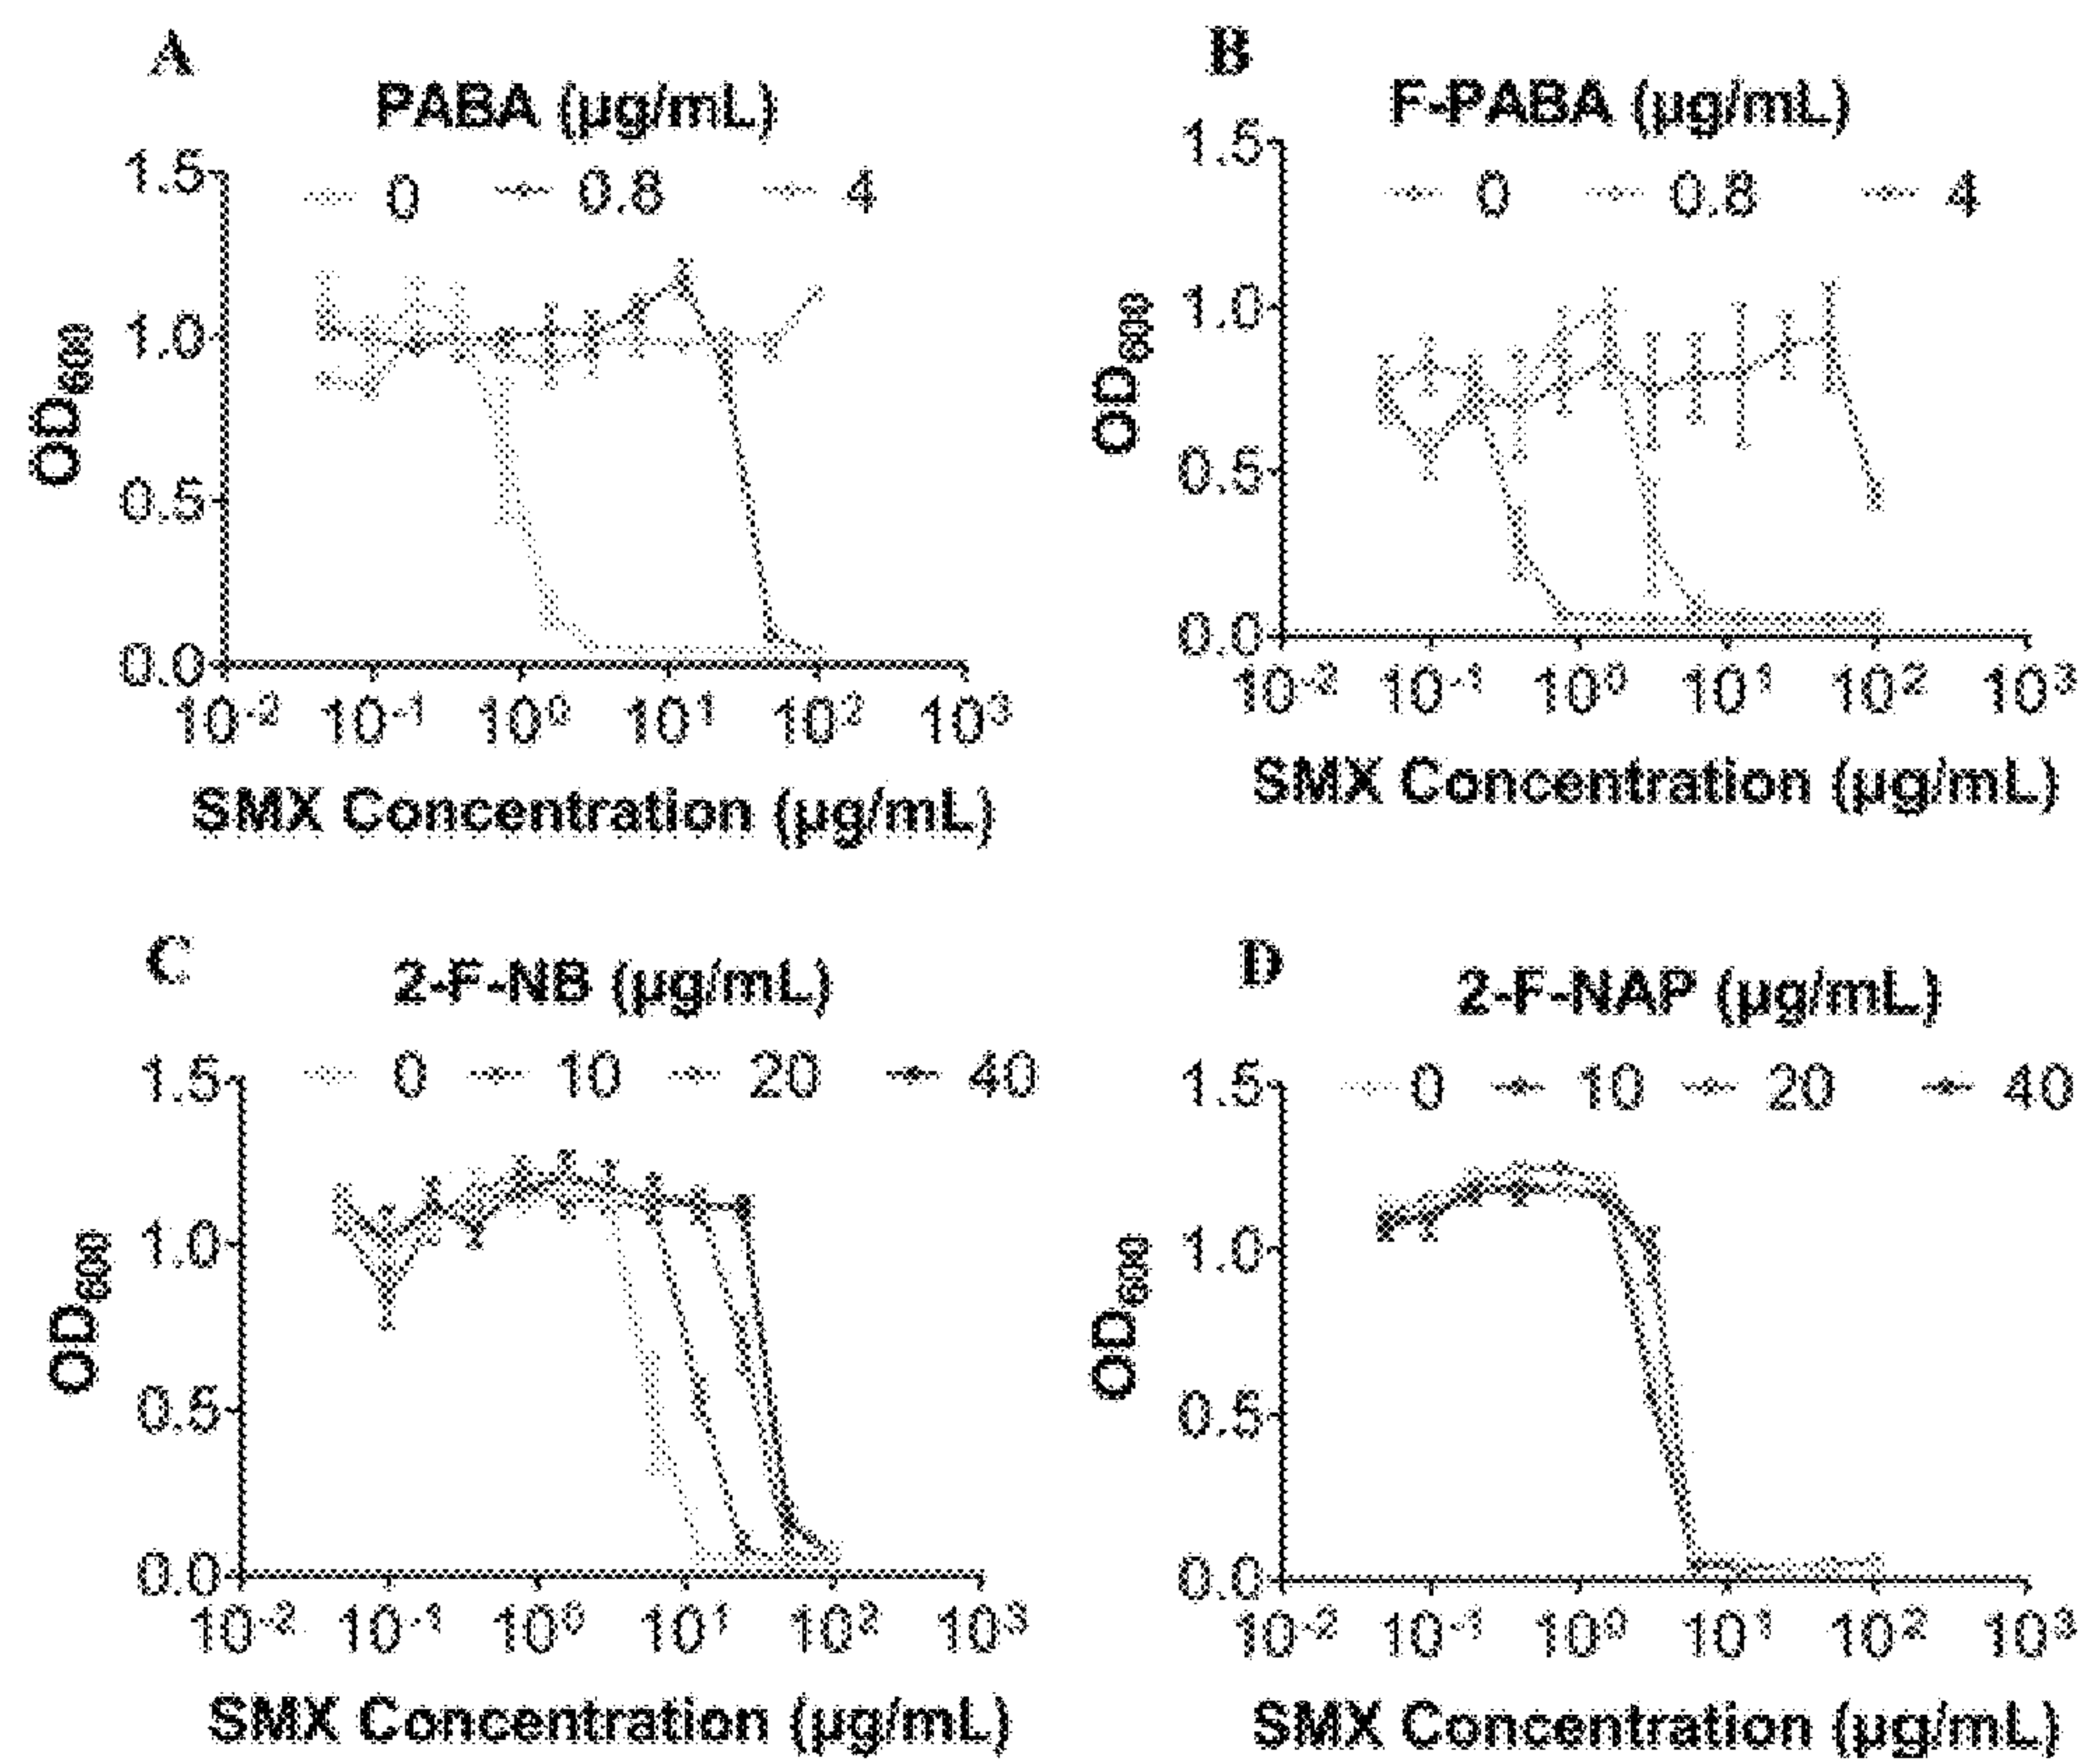 A
PABA (µg/mL)
0 0.8 4
1.5
1.0
0.5
0.0
OD600
10-2 10-1 100 101 102 103
SMX Concentration (µg/mL)
B
F-PABA (µg/mL)
0 0.8 4
1.5
1.0
0.5
0.0
OD600
10-2 10-1 100 101 102 103
SMX Concentration (µg/mL)
C
2-F-NB (µg/mL)
0 10 20 40
1.5
1.0
0.5
0.0
OD600
10-2 10-1 100 101 102 103
SMX Concentration (µg/mL)
D
2-F-NAP (µg/mL)
0 10 20 40
1.5
1.0
0.5
0.0
OD600
10-2 10-1 100 101 102 103
SMX Concentration (µg/mL)